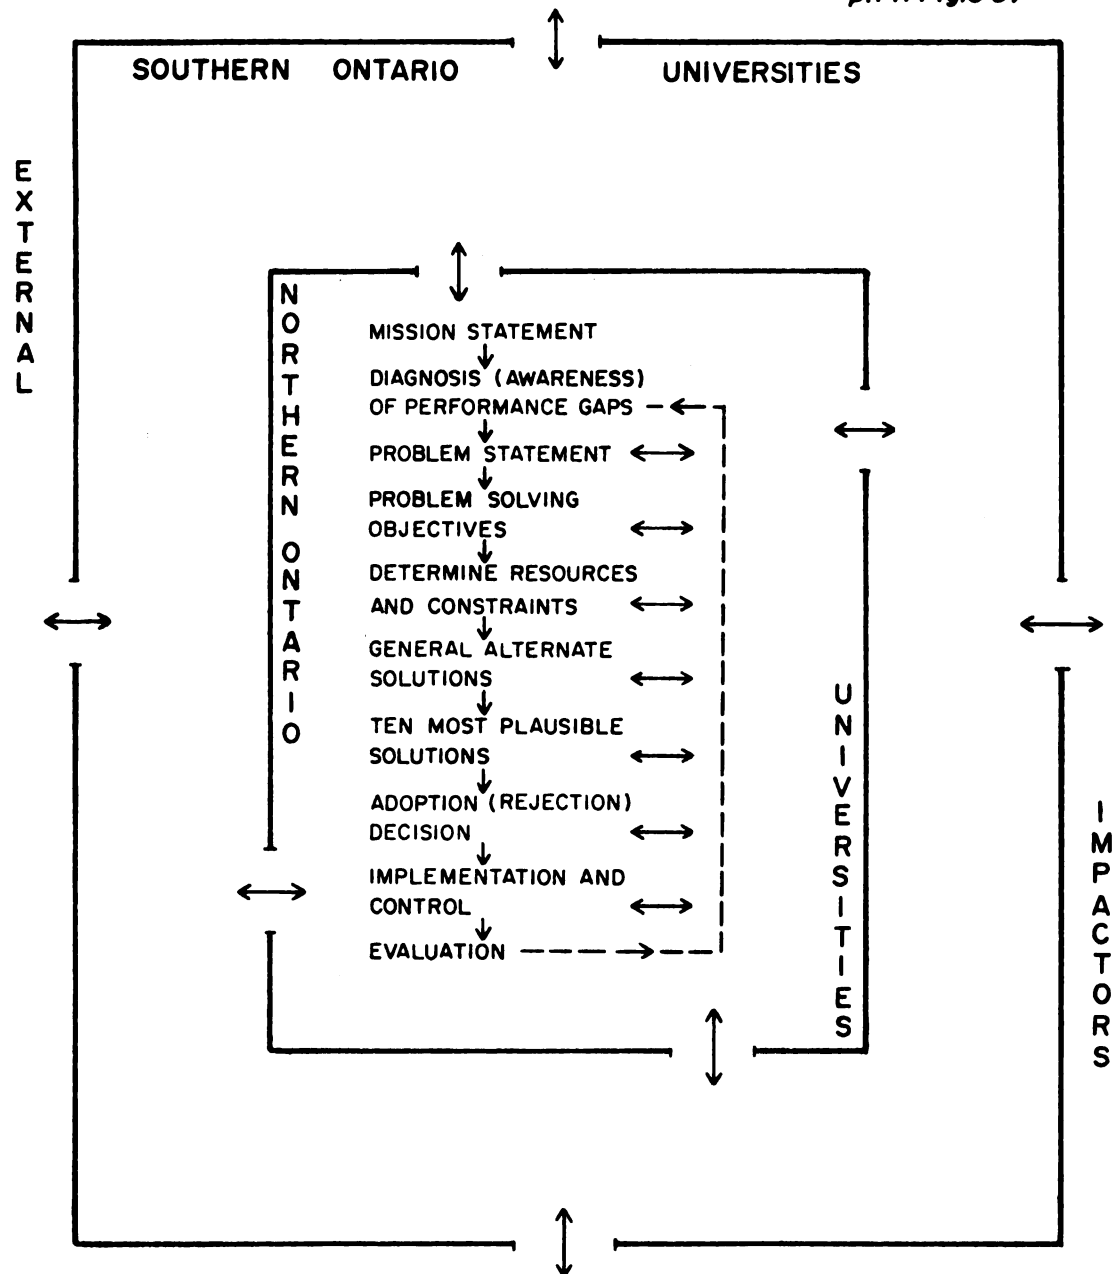 SOUTHERN ONTARIO UNIVERSITIES
EXTERNAL
NORTHERN ONTARIO
MISSION STATEMENT
DIAGNOSIS (AWARENESS)
OF PERFORMANCE GAPS
PROBLEM STATEMENT
PROBLEM SOLVING
OBJECTIVES
DETERMINE RESOURCES
AND CONSTRAINTS
GENERAL ALTERNATE
SOLUTIONS
TEN MOST PLAUSIBLE
SOLUTIONS
ADOPTION (REJECTION)
DECISION
IMPLEMENTATION AND
CONTROL
EVALUATION
UNIVERSITIES
IMPACTORS